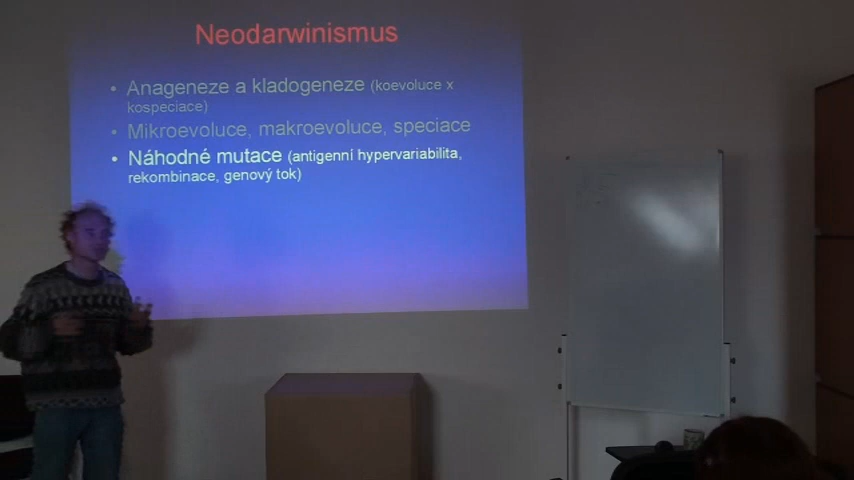 Neodarwinismus
• Anageneze a kladogeneze (koevoluce x
kospeciace)
• Mikroevoluce, makroevoluce, speciace
• Náhodné mutace (antigenní hypervariabilita,
rekombinace, genový tok)